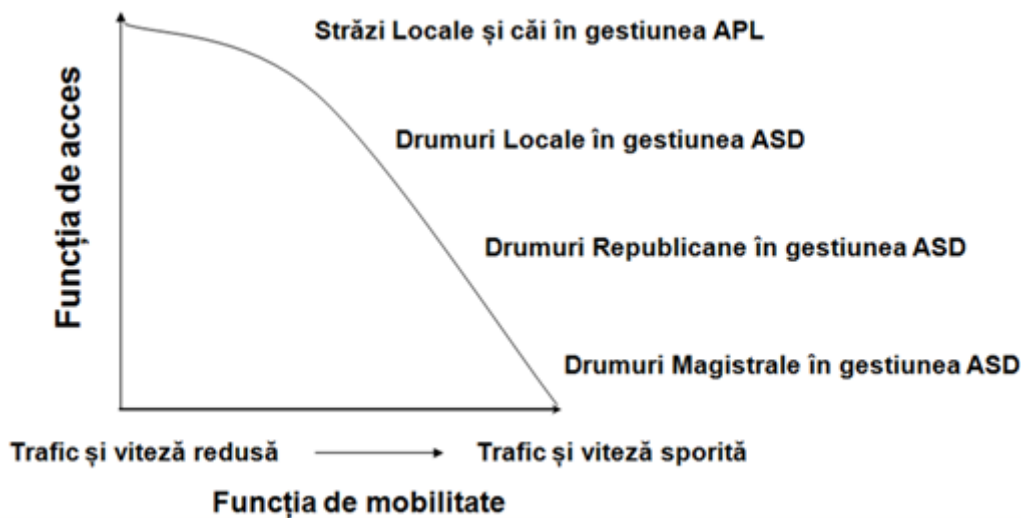 Străzi Locale și căi în gestiunea APL
Funcția de acces
Drumuri Locale în gestiunea ASD
Drumuri Republicane în gestiunea ASD
Drumuri Magistrale în gestiunea ASD
Trafic și viteză redusă
Trafic și viteză sporită
Funcția de mobilitate